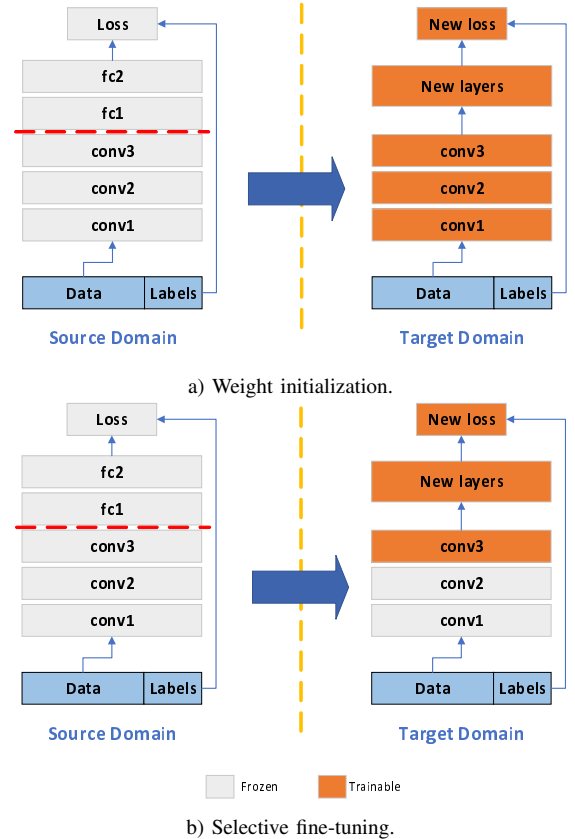 Loss
New loss
fc2
New layers
fc1
conv3
conv3
conv2
conv2
conv1
conv1
Data Labels
Data Labels
Source Domain
Target Domain
a) Weight initialization.
Loss
New loss
fc2
New layers
fc1
conv3
conv3
conv2
conv2
conv1
conv1
Data Labels
Data Labels
Source Domain
Target Domain
Frozen
Trainable
b) Selective fine-tuning.